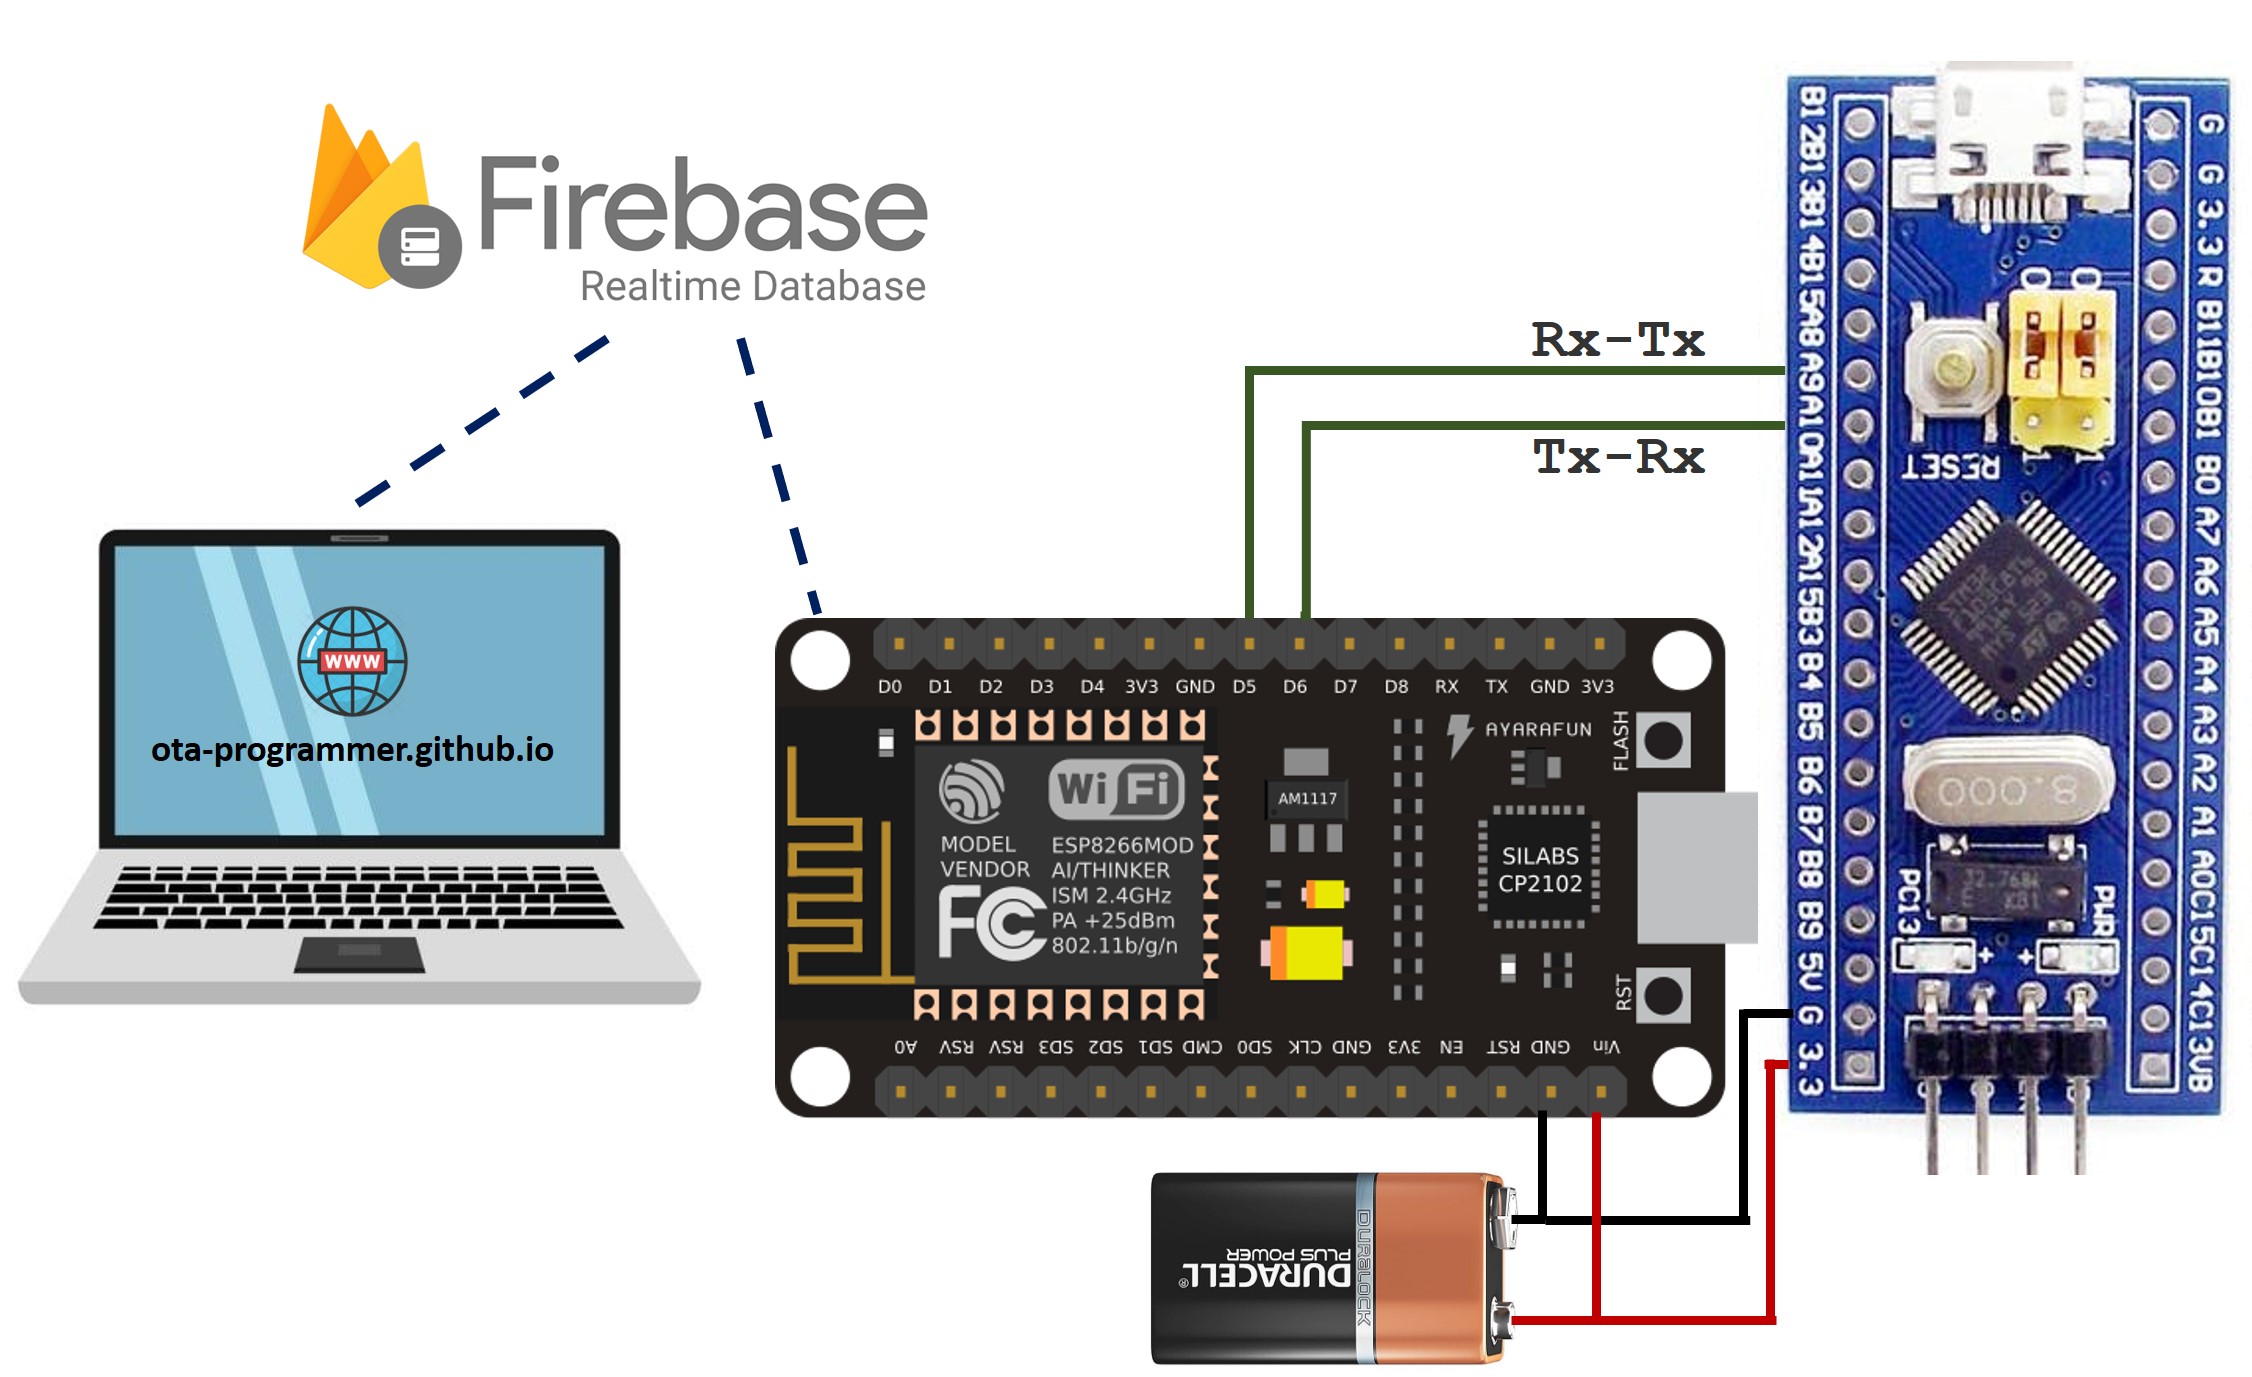 Firebase
Realtime Database
Rx-Tx
Tx-Rx
WWW
ota-programmer.github.io
D0 D1 D2 D3 D4 3V3 GND D5 D6 D7 D8 RX TX GND 3V3
AYARAFUN
FLASH
WiFi
AM1117
MODEL ESP8266MOD
VENDOR AI/THINKER
ISM 2.4GHz
PA +25dBm
802.11b/g/n
FC
SILABS
CP2102
RST
A0 RSV RSV SD3 SD2 SD1 CMD SD0 CLK GND 3V3 EN RST GND Vin
DURACELL®
PLUS POWER
DURALOCK
B12 B13 B14 B15 A8 A9 A10 A11 A12 A15 B3 B4 B5 B6 B7 B8 B9 5V G 3.3
G G 3.3 R B11 B10 B1 B0 A7 A6 A5 A4 A3 A2 A1 A0 C15 C14 C13 VB
0 0
1 1
RESET
8.000
PC13
PWR
+ +